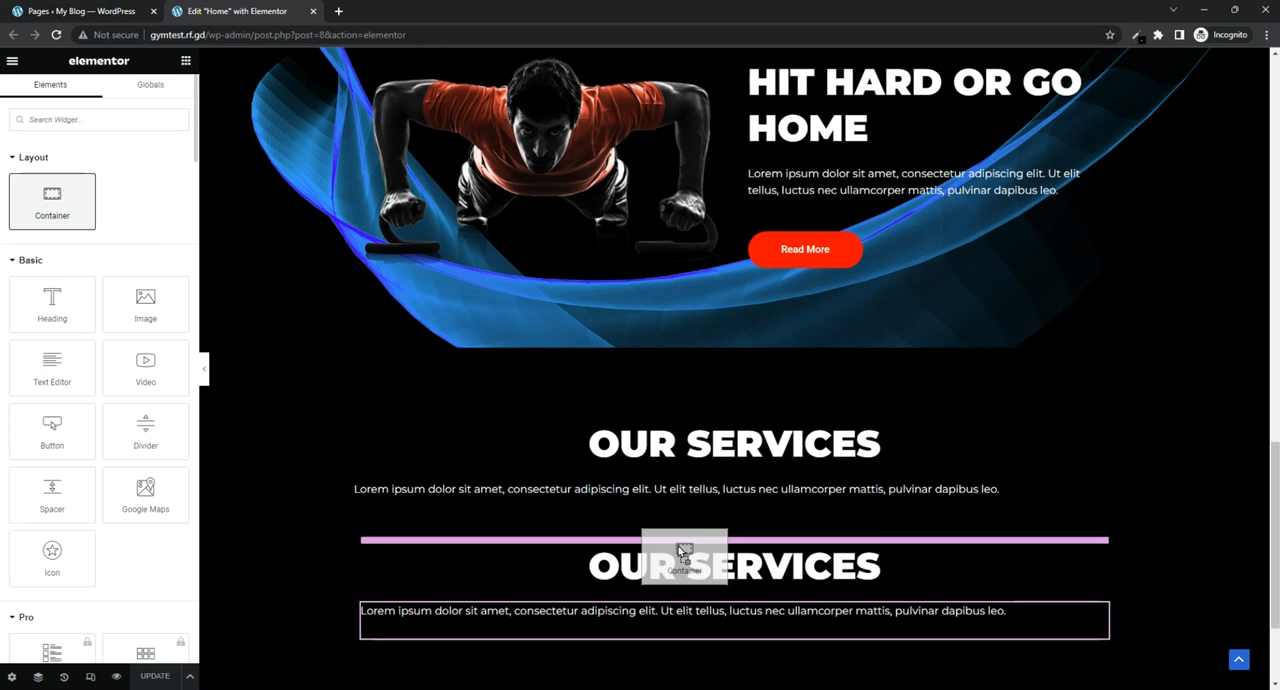 Pages ‹ My Blog — WordPress
Edit "Home" with Elementor
Not secure
gymtest.rf.gd/wp-admin/post.php?post=8&action=elementor
Incognito
elementor
Elements
Globals
Search Widget...
Layout
Container
Basic
Heading
Image
Text Editor
Video
Button
Divider
Spacer
Google Maps
Icon
Pro
UPDATE
HIT HARD OR GO
HOME
Lorem ipsum dolor sit amet, consectetur adipiscing elit. Ut elit
tellus, luctus nec ullamcorper mattis, pulvinar dapibus leo.
Read More
OUR SERVICES
Lorem ipsum dolor sit amet, consectetur adipiscing elit. Ut elit tellus, luctus nec ullamcorper mattis, pulvinar dapibus leo.
OUR SERVICES
Container
Lorem ipsum dolor sit amet, consectetur adipiscing elit. Ut elit tellus, luctus nec ullamcorper mattis, pulvinar dapibus leo.